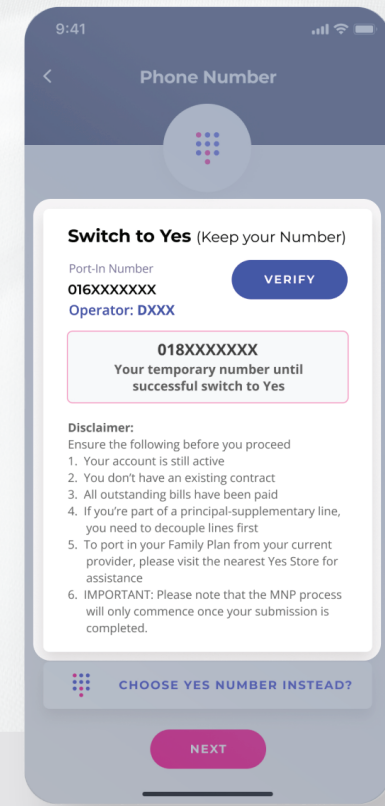 9:41
Phone Number
Switch to Yes (Keep your Number)
Port-In Number
016XXXXXXX
VERIFY
Operator: DXXX
018XXXXXXX
Your temporary number until
successful switch to Yes
Disclaimer:
Ensure the following before you proceed
1. Your account is still active
2. You don't have an existing contract
3. All outstanding bills have been paid
4. If you're part of a principal-supplementary line,
you need to decouple lines first
5. To port in your Family Plan from your current
provider, please visit the nearest Yes Store for
assistance
6. IMPORTANT: Please note that the MNP process
will only commence once your submission is
completed.
CHOOSE YES NUMBER INSTEAD?
NEXT